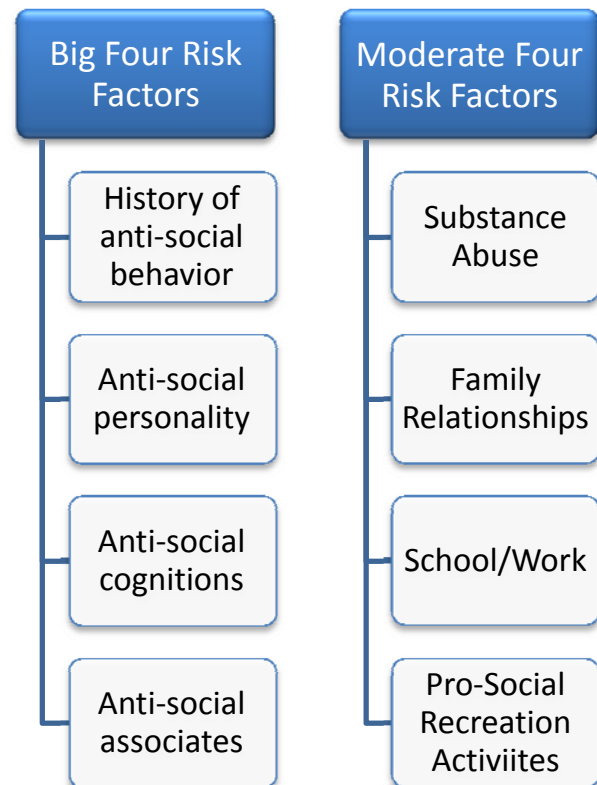 Big Four Risk
Factors
History of
anti-social
behavior
Anti-social
personality
Anti-social
cognitions
Anti-social
associates
Moderate Four
Risk Factors
Substance
Abuse
Family
Relationships
School/Work
Pro-Social
Recreation
Activiites